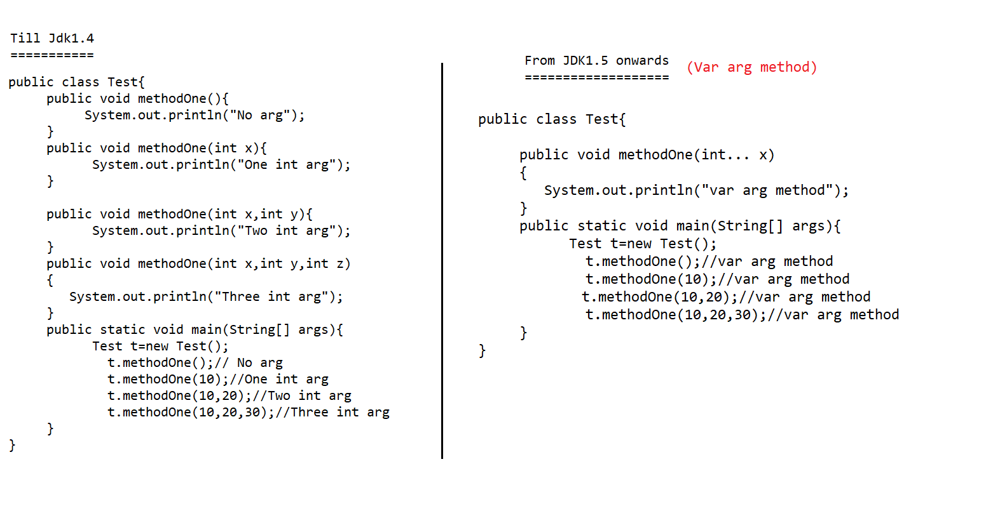 Till Jdk1.4
===========
public class Test{
public void methodOne(){
System.out.println("No arg");
}
public void methodOne(int x){
System.out.println("One int arg");
}
public void methodOne(int x,int y){
System.out.println("Two int arg");
}
public void methodOne(int x,int y,int z)
{
System.out.println("Three int arg");
}
public static void main(String[] args){
Test t=new Test();
t.methodOne();// No arg
t.methodOne(10);//One int arg
t.methodOne(10,20);//Two int arg
t.methodOne(10,20,30);//Three int arg
}
}
From JDK1.5 onwards (Var arg method)
===================
public class Test{
public void methodOne(int... x)
{
System.out.println("var arg method");
}
public static void main(String[] args){
Test t=new Test();
t.methodOne();//var arg method
t.methodOne(10);//var arg method
t.methodOne(10,20);//var arg method
t.methodOne(10,20,30);//var arg method
}
}